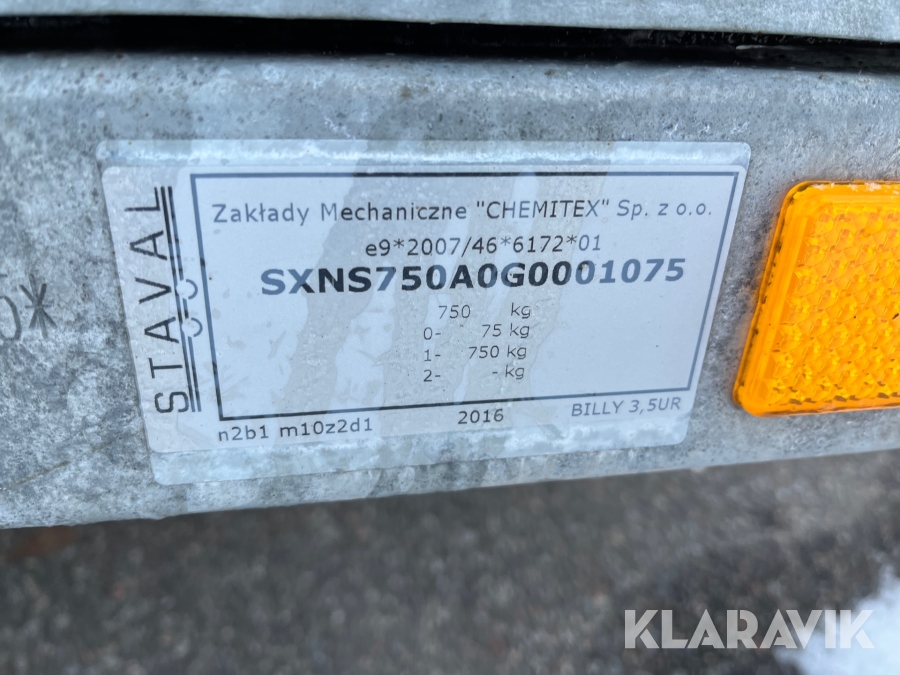 STAVAL
Zakłady Mechaniczne "CHEMITEX" Sp. z o.o.
e9*2007/46*6172*01
SXNS750A0G0001075
750 kg
0- 75 kg
1- 750 kg
2- - kg
n2b1 m10z2d1 2016 BILLY 3,5UR
KLARAVIK